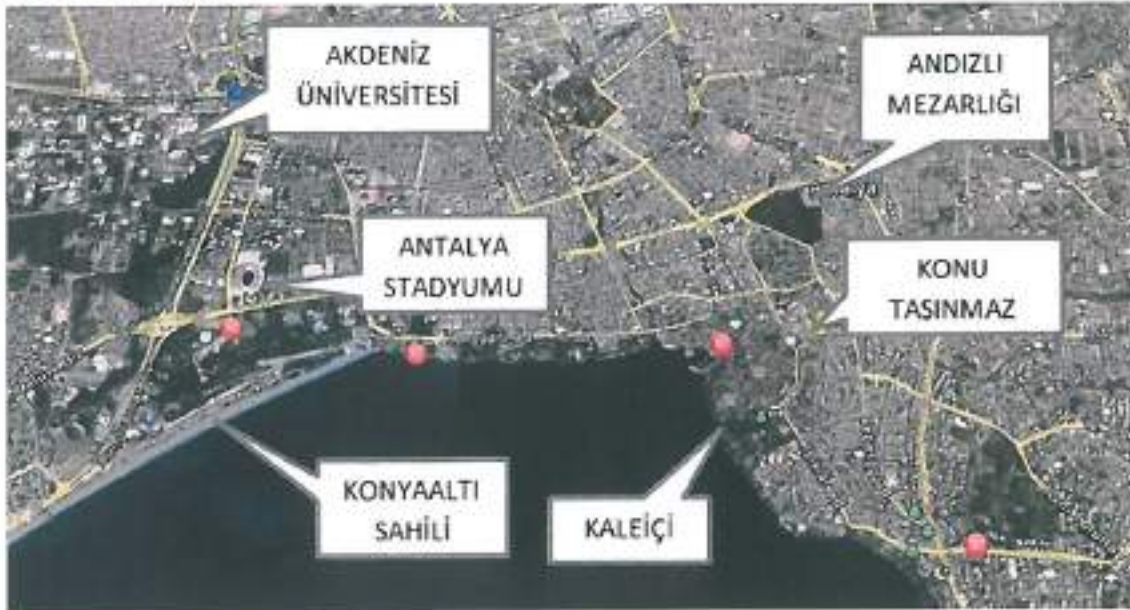 AKDENİZ
ÜNİVERSİTESİ
ANDIZLI
MEZARLIĞI
ANTALYA
STADYUMU
KONU
TAŞINMAZ
KONYAALTI
SAHİLİ
KALEİÇİ